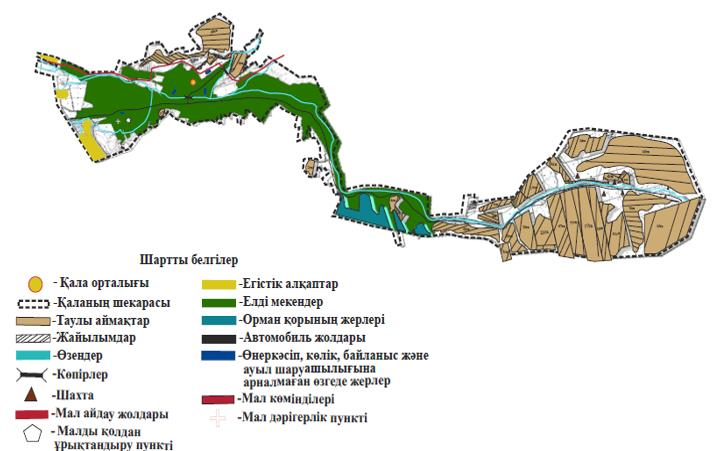 Шартты белгілер
- Қала орталығы
- Қаланың шекарасы
- Таулы аймақтар
-Жайылымдар
-Өзендер
-Көпірлер
-Шахта
-Мал айдау жолдары
-Малды қолдан
ұрықтандыру пункті
-Егістік алқаптар
-Елді мекендер
-Орман қорының жерлері
-Автомобиль жолдары
-Өнеркәсіп, көлік, байланыс және
ауыл шаруашылығына
арналмаған өзгеде жерлер
-Мал көмінділері
-Мал дәрігерлік пункті